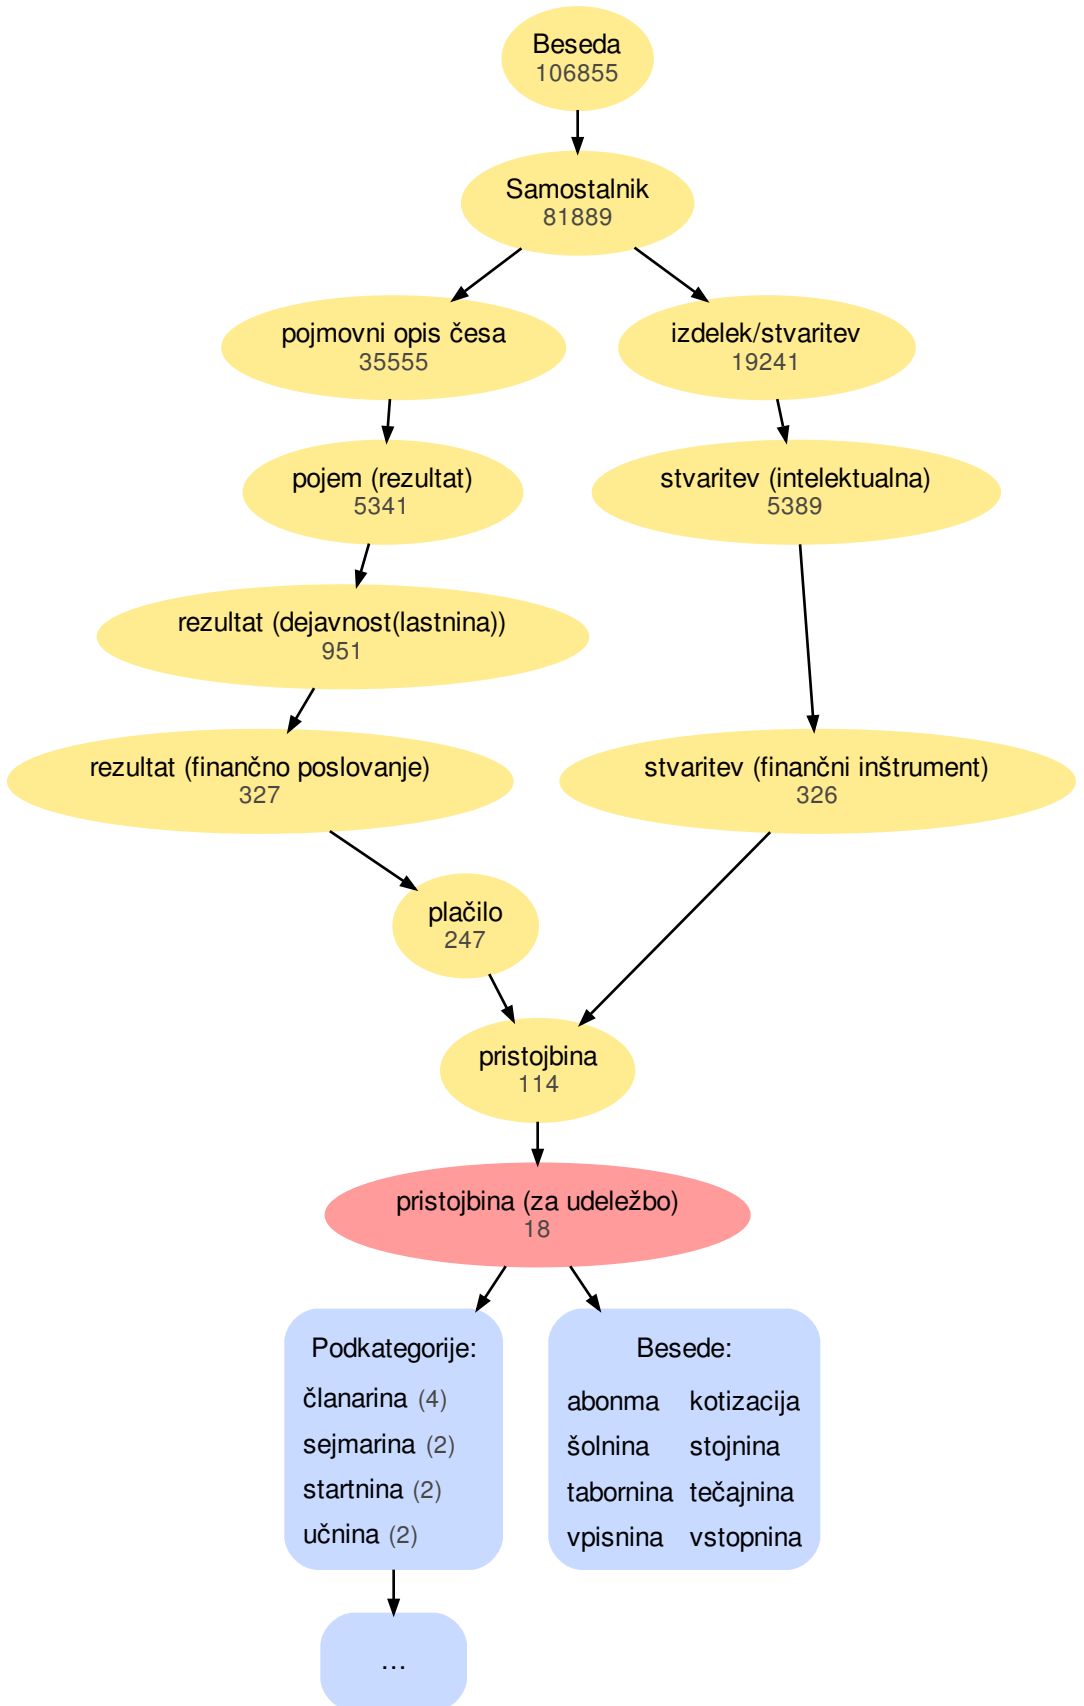 Beseda
106855
Samostalnik
81889
pojmovni opis česa
35555
izdelek/stvaritev
19241
pojem (rezultat)
5341
stvaritev (intelektualna)
5389
rezultat (dejavnost(lastnina))
951
rezultat (finančno poslovanje)
327
stvaritev (finančni inštrument)
326
plačilo
247
pristojbina
114
pristojbina (za udeležbo)
18
Podkategorije:
članarina (4)
sejmarina (2)
startnina (2)
učnina (2)
Besede:
abonma kotizacija
šolnina stojnina
tabornina tečajnina
vpisnina vstopnina
...